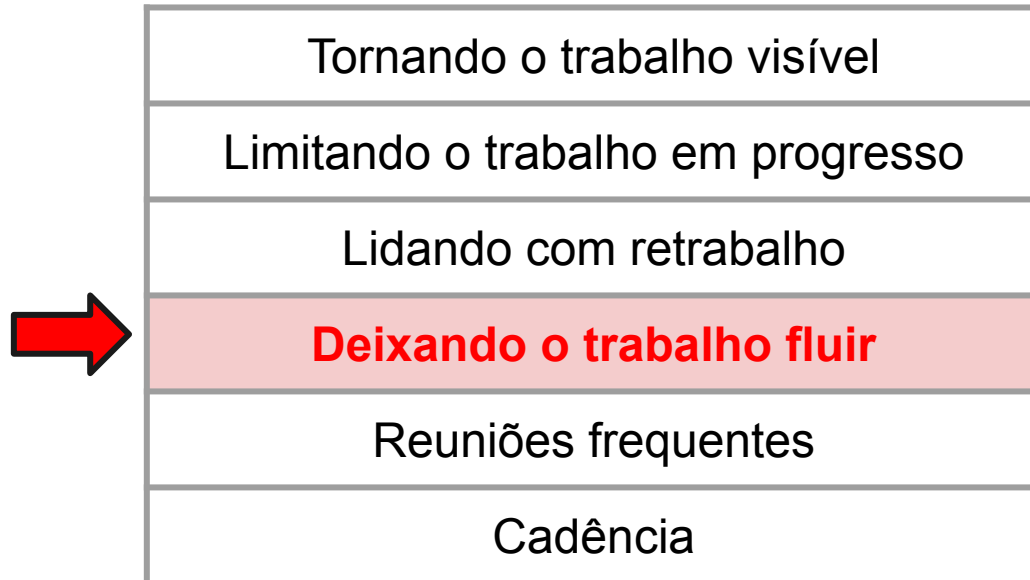 Tornando o trabalho visível
Limitando o trabalho em progresso
Lidando com retrabalho
Deixando o trabalho fluir
Reuniões frequentes
Cadência